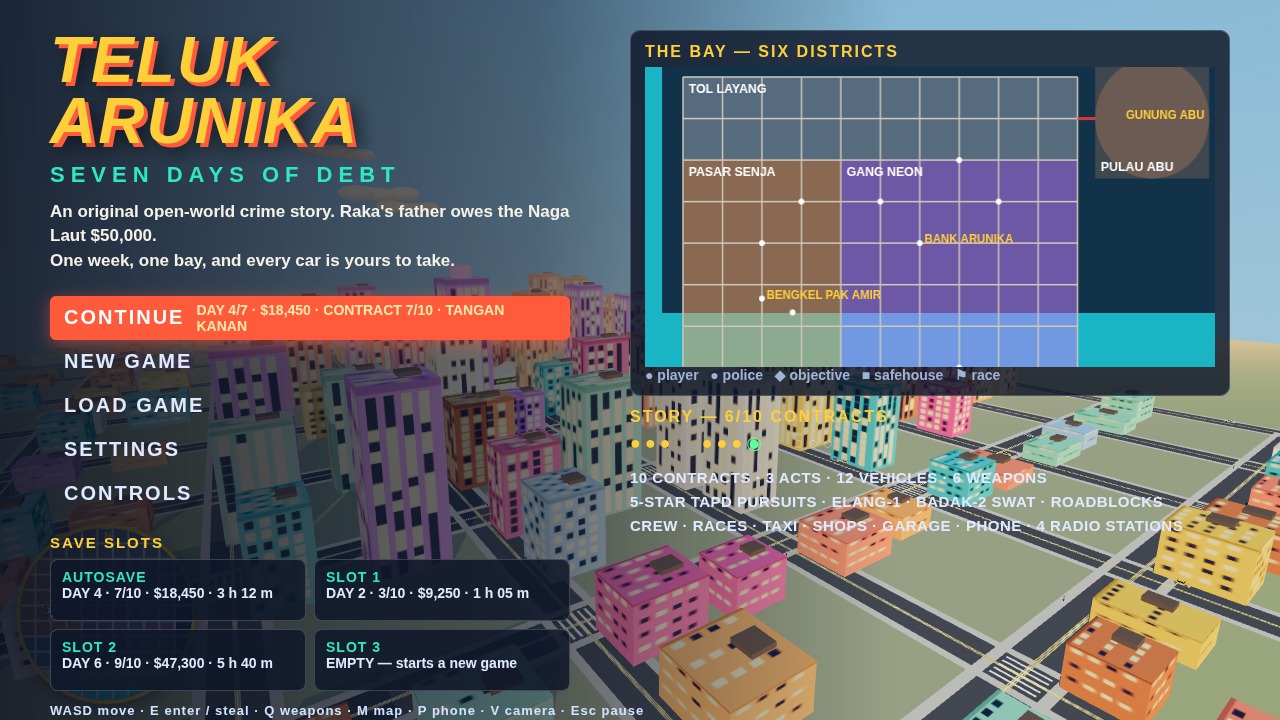 TELUK
ARUNIKA
SEVEN DAYS OF DEBT
An original open-world crime story. Raka's father owes the Naga
Laut $50,000.
One week, one bay, and every car is yours to take.
CONTINUE DAY 4/7 · $18,450 · CONTRACT 7/10 · TANGAN
KANAN
NEW GAME
LOAD GAME
SETTINGS
CONTROLS
SAVE SLOTS
AUTOSAVE
DAY 4 · 7/10 · $18,450 · 3 h 12 m
SLOT 1
DAY 2 · 3/10 · $9,250 · 1 h 05 m
SLOT 2
DAY 6 · 9/10 · $47,300 · 5 h 40 m
SLOT 3
EMPTY — starts a new game
WASD move · E enter / steal · Q weapons · M map · P phone · V camera · Esc pause
THE BAY — SIX DISTRICTS
TOL LAYANG
GUNUNG ABU
PULAU ABU
PASAR SENJA
GANG NEON
BANK ARUNIKA
BENGKEL PAK AMIR
● player ● police ◆ objective ■ safehouse ⚑ race
STORY — 6/10 CONTRACTS
10 CONTRACTS · 3 ACTS · 12 VEHICLES · 6 WEAPONS
5-STAR TAPD PURSUITS · ELANG-1 · BADAK-2 SWAT · ROADBLOCKS
CREW · RACES · TAXI · SHOPS · GARAGE · PHONE · 4 RADIO STATIONS